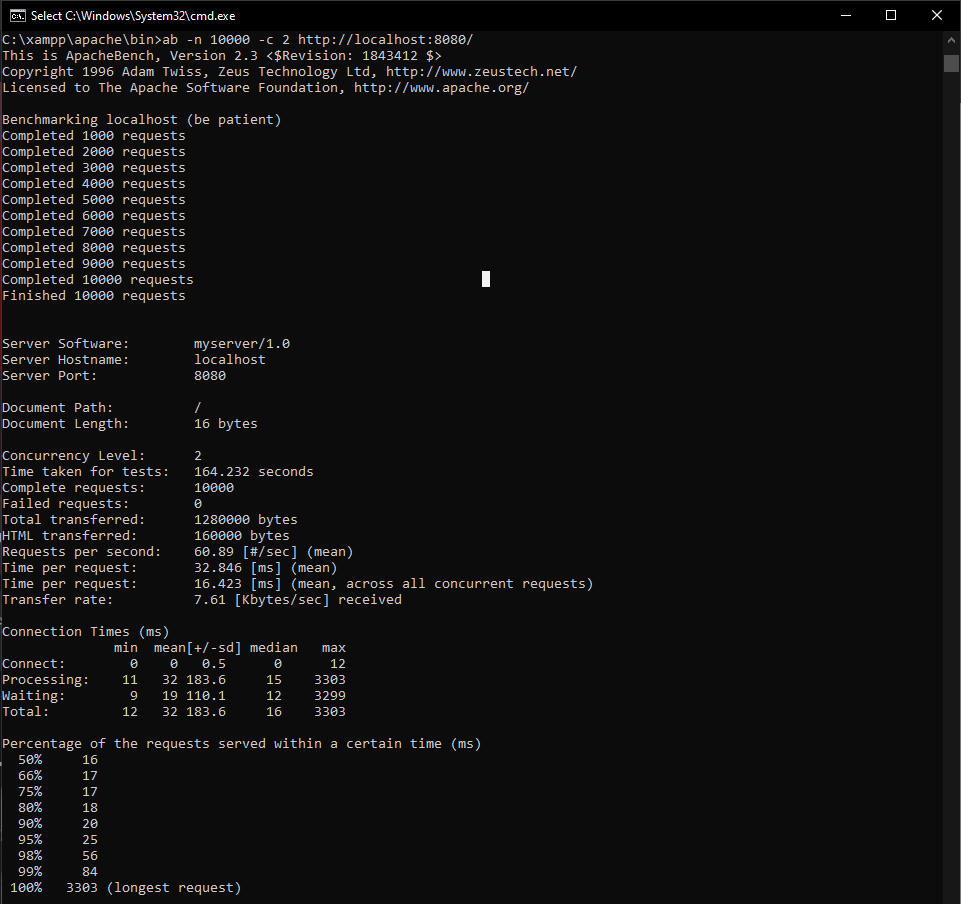 Select C:\Windows\System32\cmd.exe
C:\xampp\apache\bin>ab -n 10000 -c 2 http://localhost:8080/
This is ApacheBench, Version 2.3 <$Revision: 1843412 $>
Copyright 1996 Adam Twiss, Zeus Technology Ltd, http://www.zeustech.net/
Licensed to The Apache Software Foundation, http://www.apache.org/

Benchmarking localhost (be patient)
Completed 1000 requests
Completed 2000 requests
Completed 3000 requests
Completed 4000 requests
Completed 5000 requests
Completed 6000 requests
Completed 7000 requests
Completed 8000 requests
Completed 9000 requests
Completed 10000 requests
Finished 10000 requests


Server Software:        myserver/1.0
Server Hostname:        localhost
Server Port:            8080

Document Path:          /
Document Length:        16 bytes

Concurrency Level:      2
Time taken for tests:   164.232 seconds
Complete requests:      10000
Failed requests:        0
Total transferred:      1280000 bytes
HTML transferred:       160000 bytes
Requests per second:    60.89 [#/sec] (mean)
Time per request:       32.846 [ms] (mean)
Time per request:       16.423 [ms] (mean, across all concurrent requests)
Transfer rate:          7.61 [Kbytes/sec] received

Connection Times (ms)
              min  mean[+/-sd] median   max
Connect:        0    0   0.5      0      12
Processing:    11   32 183.6     15    3303
Waiting:        9   19 110.1     12    3299
Total:         12   32 183.6     16    3303

Percentage of the requests served within a certain time (ms)
  50%     16
  66%     17
  75%     17
  80%     18
  90%     20
  95%     25
  98%     56
  99%     84
 100%   3303 (longest request)